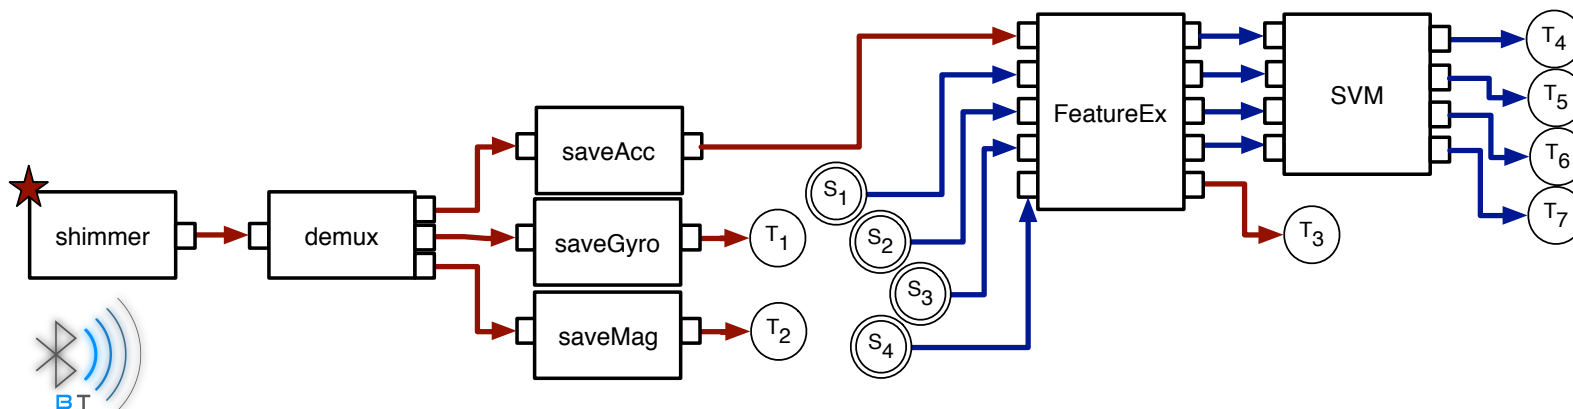 shimmer
demux
saveAcc
saveGyro
saveMag
T1
T2
S1
S2
S3
S4
FeatureEx
SVM
T3
T4
T5
T6
T7
BT